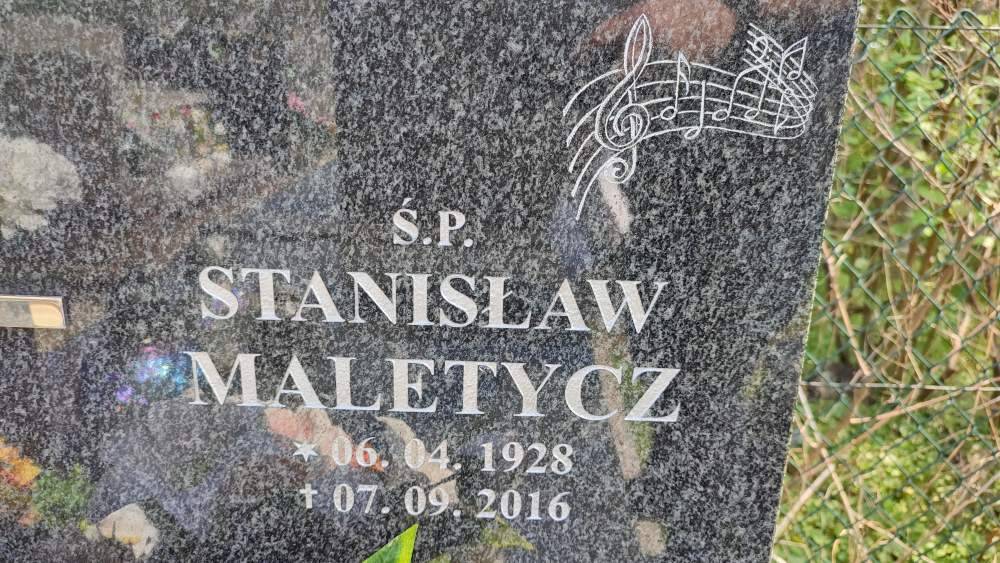 Ś.P.
STANISŁAW
MALETYCZ
* 06. 04. 1928
† 07. 09. 2016